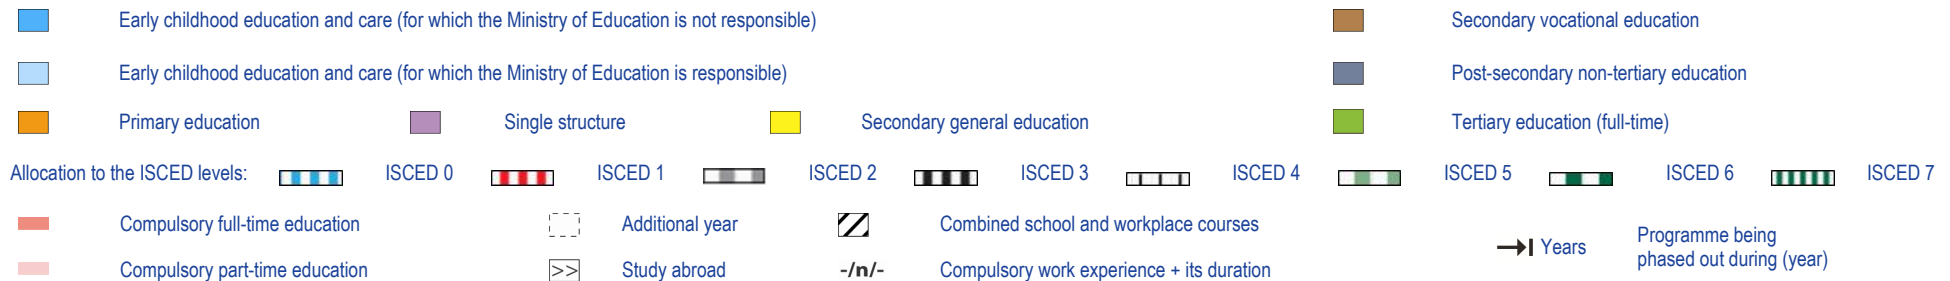 Early childhood education and care (for which the Ministry of Education is not responsible) Secondary vocational education
Early childhood education and care (for which the Ministry of Education is responsible) Post-secondary non-tertiary education
Primary education Single structure Secondary general education Tertiary education (full-time)
Allocation to the ISCED levels: ISCED 0 ISCED 1 ISCED 2 ISCED 3 ISCED 4 ISCED 5 ISCED 6 ISCED 7
Compulsory full-time education Additional year Combined school and workplace courses
Compulsory part-time education >> Study abroad -/n/- Compulsory work experience + its duration
Years Programme being
phased out during (year)